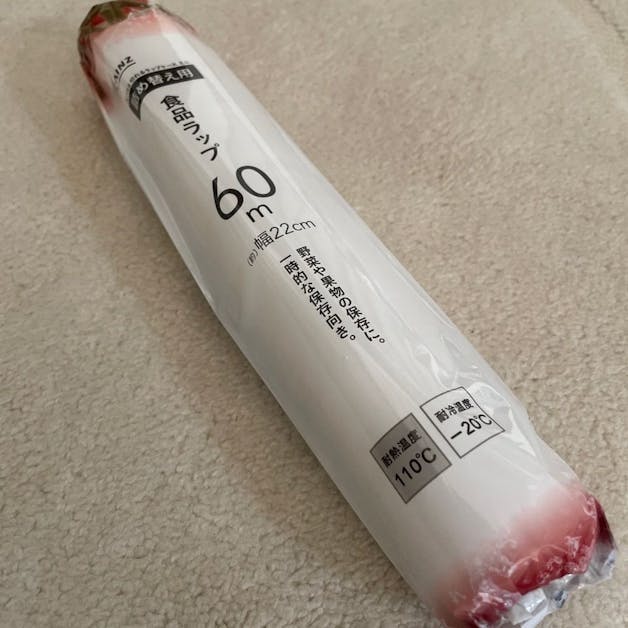 詰め替え用
食品ラップ
60m
(約)幅22cm
野菜や果物の保存に。
一時的な保存向き。
耐熱温度
110℃
耐冷温度
−20℃